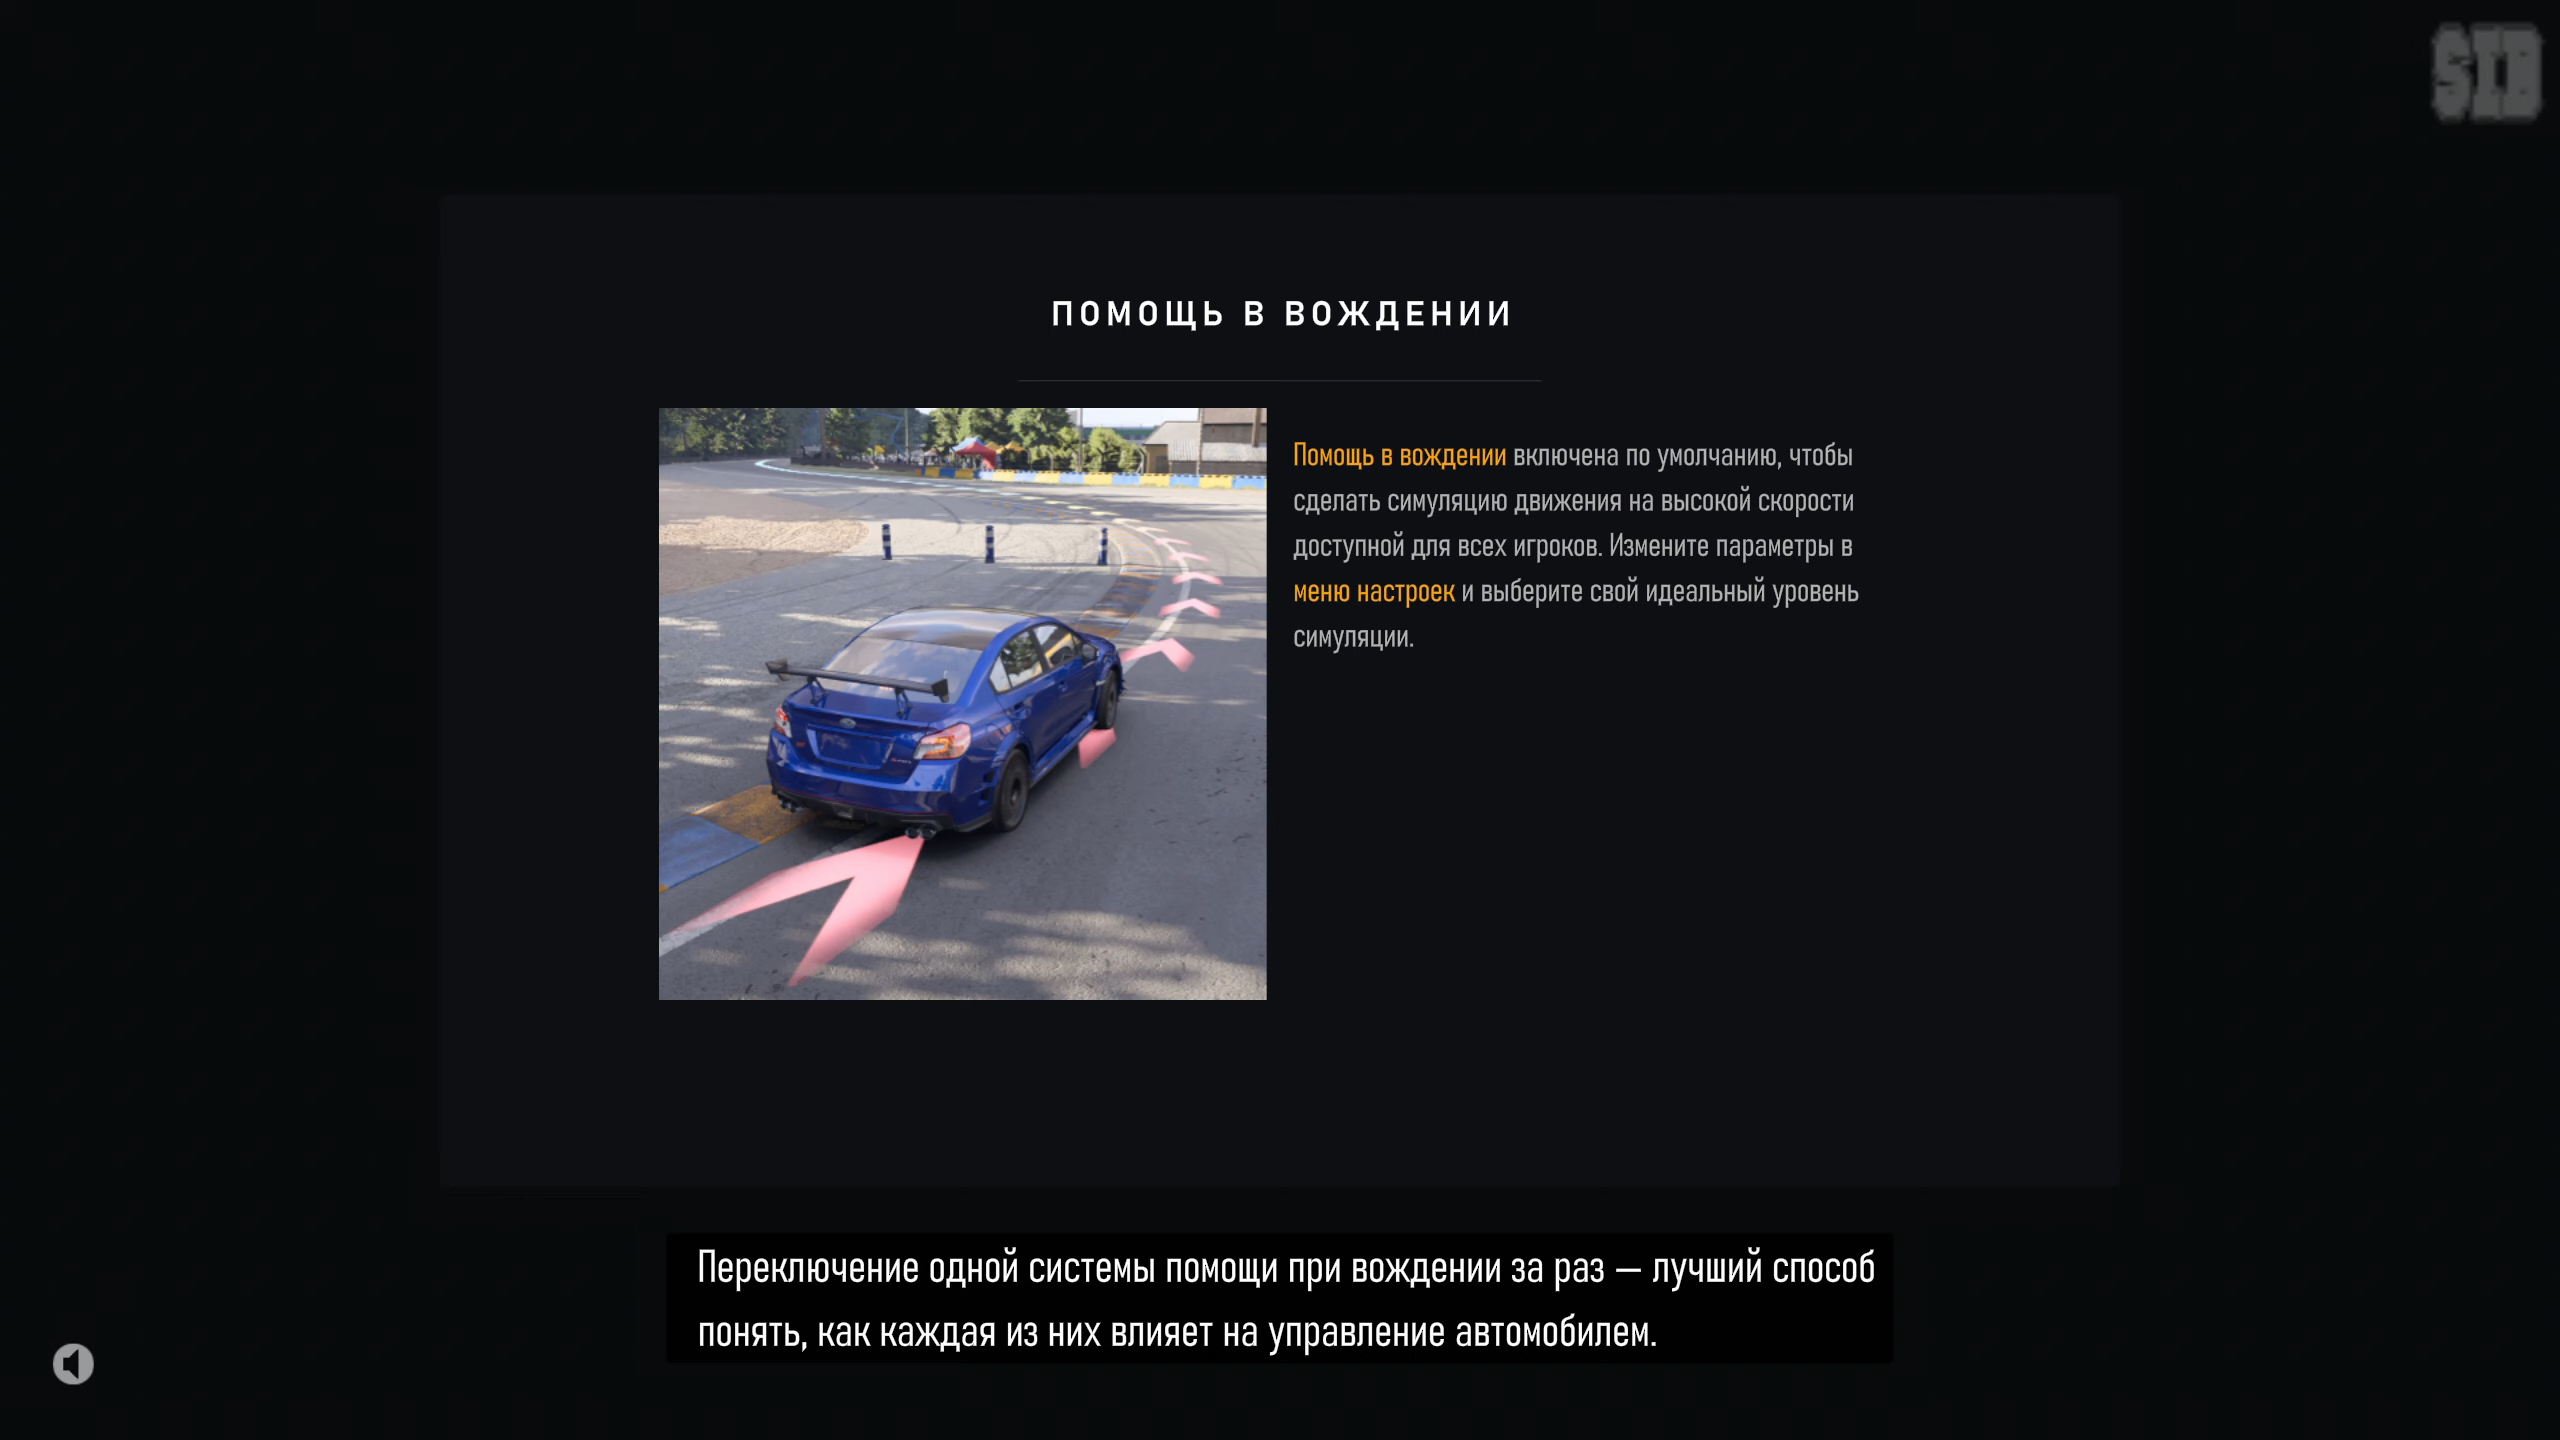 SIB
ПОМОЩЬ В ВОЖДЕНИИ
Помощь в вождении включена по умолчанию, чтобы
сделать симуляцию движения на высокой скорости
доступной для всех игроков. Измените параметры в
меню настроек и выберите свой идеальный уровень
симуляции.
Переключение одной системы помощи при вождении за раз — лучший способ
понять, как каждая из них влияет на управление автомобилем.